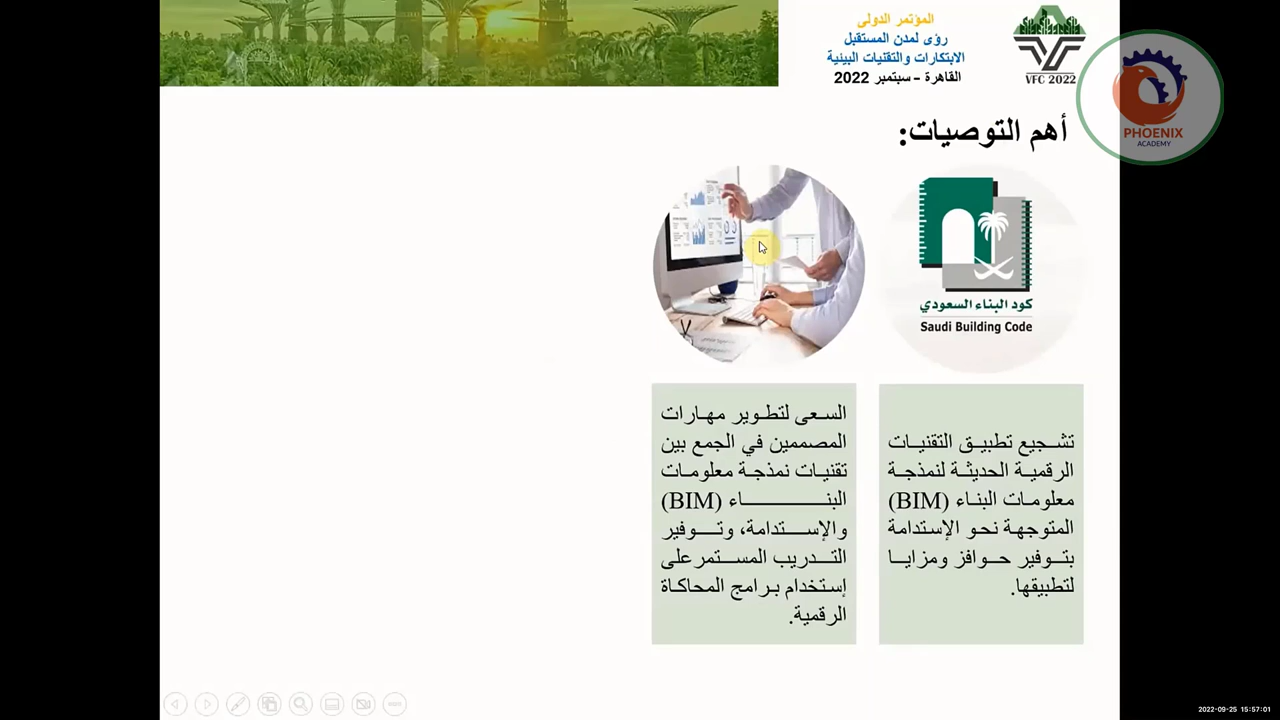 المؤتمر الدولى
رؤى لمدن المستقبل
الابتكارات والتقنيات البينية
القاهرة – سبتمبر 2022
VFC 2022
PHOENIX
ACADEMY
أهم التوصيات:
كود البناء السعودي
Saudi Building Code
تشجيع تطبيق التقنيات
الرقمية الحديثة لنمذجة
معلومات البناء (BIM)
المتوجهة نحو الإستدامة
بتوفير حوافز ومزايا
لتطبيقها.
السعى لتطوير مهارات
المصممين في الجمع بين
تقنيات نمذجة معلومات
البناء (BIM)
والإستدامة، وتوفير
التدريب المستمرعلى
إستخدام برامج المحاكاة
الرقمية.
2022-09-25 15:57:01